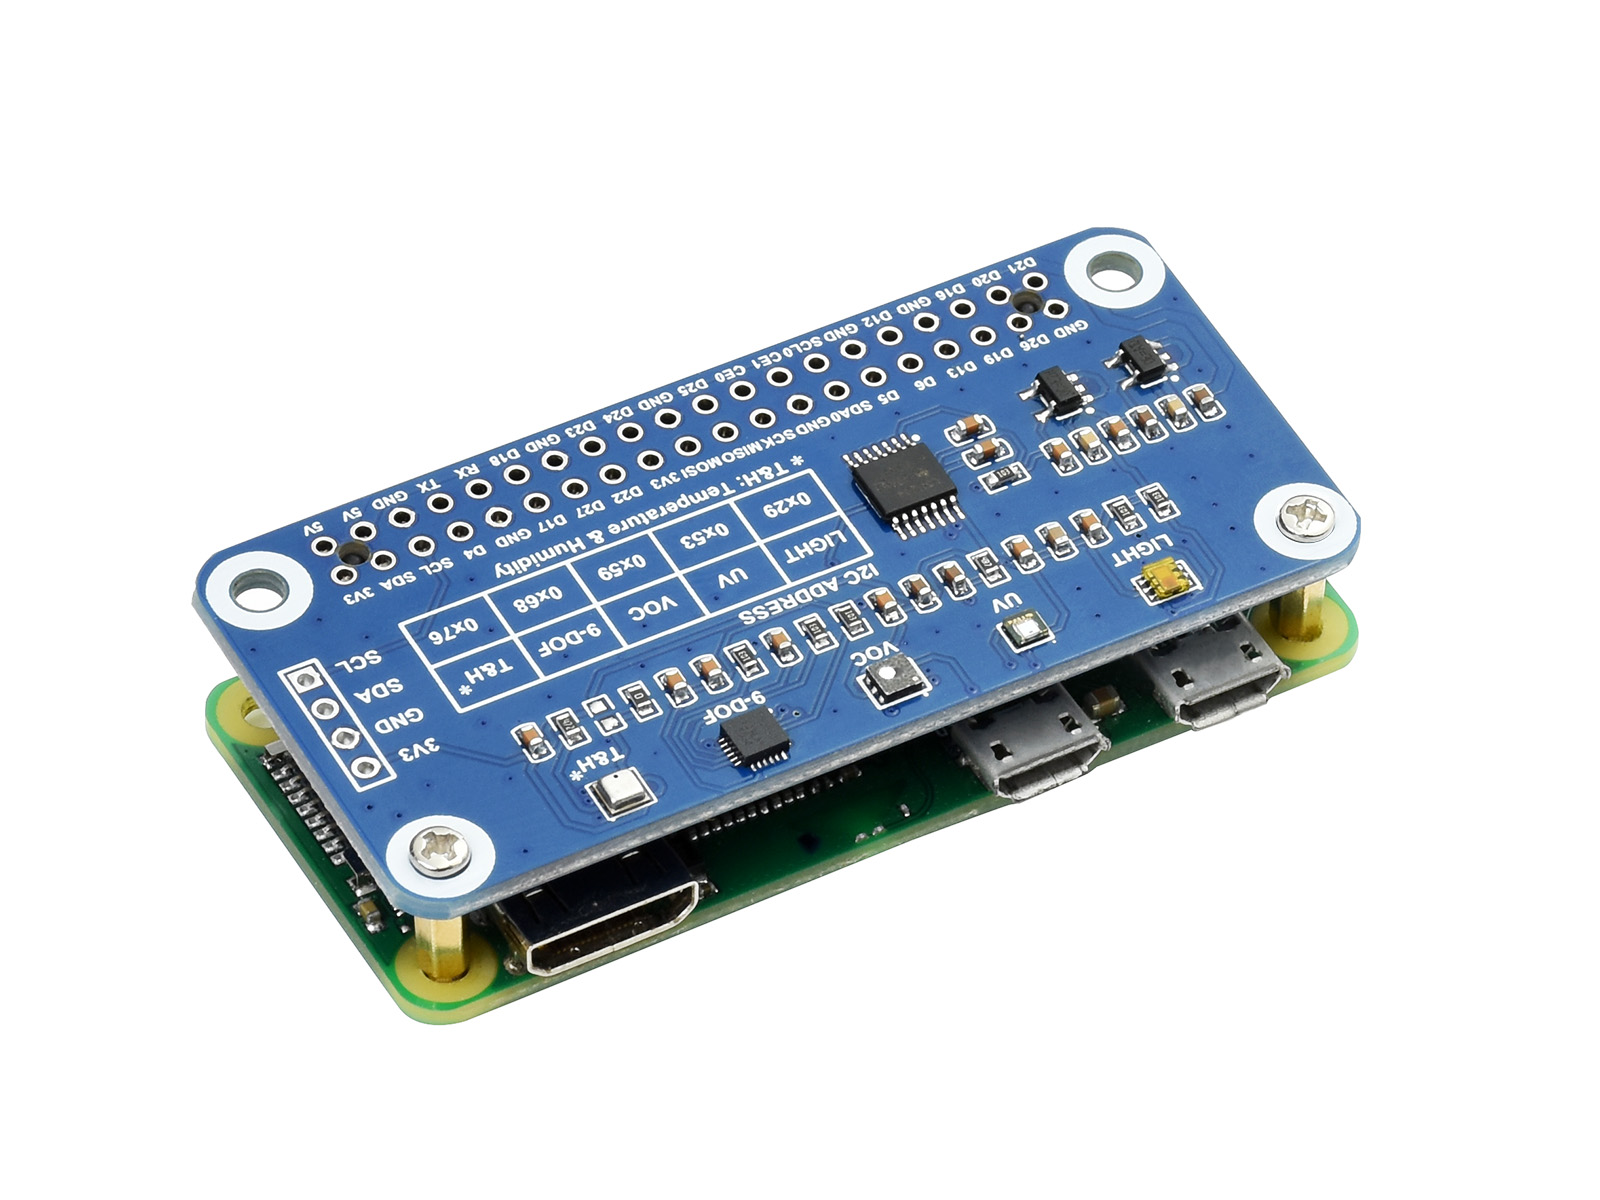 D21 D20 D16 GND D12 GND SCL0 CE1 CE0 D25 GND D24 D23 GND D18 RX TX GND 5V 5V
GND D26 D19 D13 D6 D5 SDA0 GND SCK MISO MOSI 3V3 D22 D27 D17 GND D4 SCL SDA 3V3
* T&H: Temperature & Humidity
0x29 0x53 0x59 0x68 0x76
LIGHT UV VOC 9-DOF T&H*
I2C ADDRESS
SCL
SDA
GND
3V3
LIGHT
UV
VOC
9-DOF
T&H*